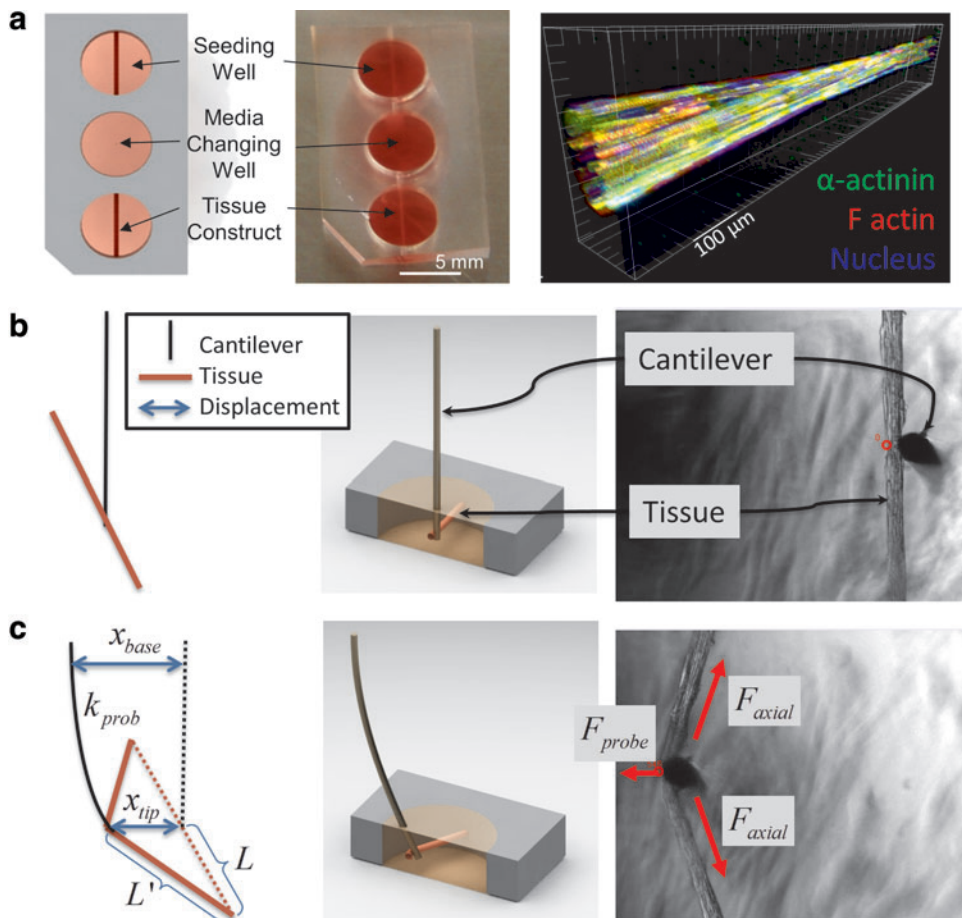 a
Seeding
Well
Media
Changing
Well
Tissue
Construct
5 mm
100 μm
α-actinin
F actin
Nucleus
b
Cantilever
Tissue
Displacement
Cantilever
Tissue
c
x_base
k_prob
x_tip
L
L'
F_probe
F_axial
F_axial